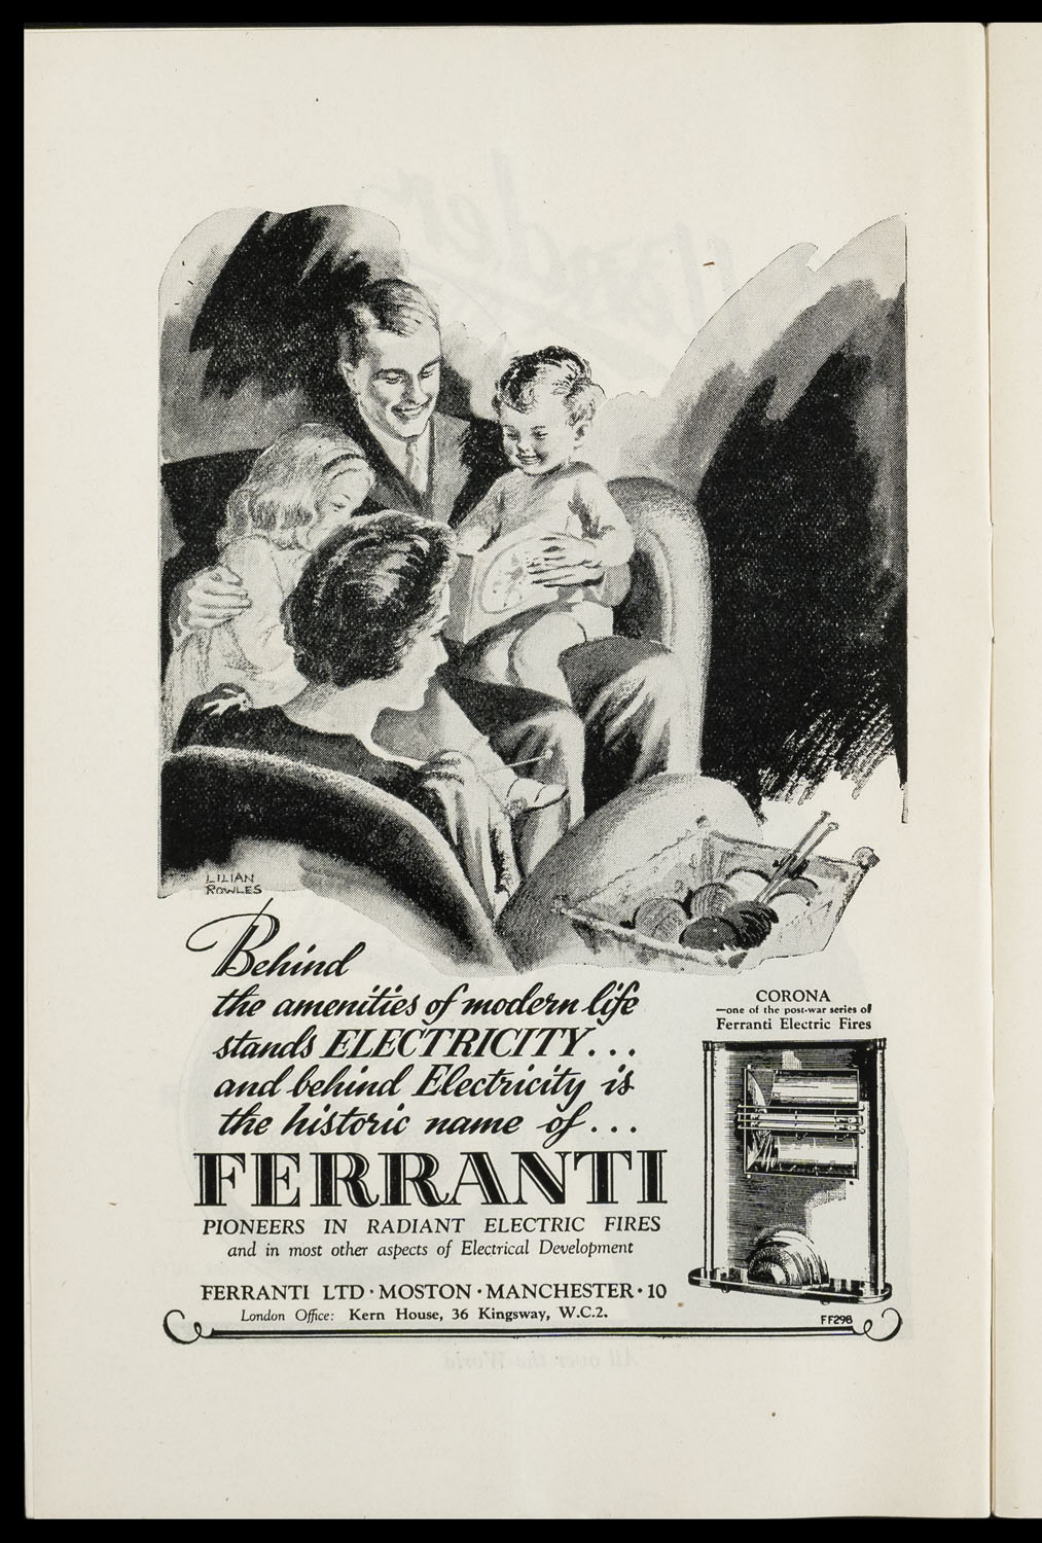 LILIAN
ROWLES
Behind
the amenities of modern life
stands ELECTRICITY...
and behind Electricity is
the historic name of...
FERRANTI
PIONEERS IN RADIANT ELECTRIC FIRES
and in most other aspects of Electrical Development
FERRANTI LTD · MOSTON · MANCHESTER · 10
London Office: Kern House, 36 Kingsway, W.C.2.
CORONA
—one of the post-war series of
Ferranti Electric Fires
FF298